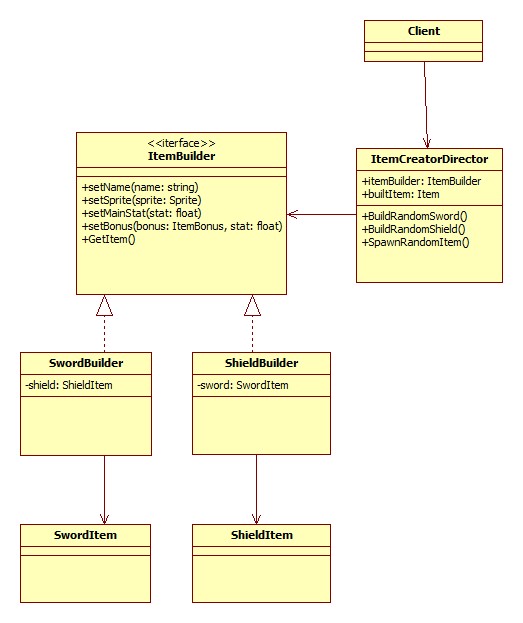 Client
<<iterface>>
ItemBuilder
+setName(name: string)
+setSprite(sprite: Sprite)
+setMainStat(stat: float)
+setBonus(bonus: ItemBonus, stat: float)
+GetItem()
ItemCreatorDirector
+itemBuilder: ItemBuilder
+builtItem: Item
+BuildRandomSword()
+BuildRandomShield()
+SpawnRandomItem()
SwordBuilder
-shield: ShieldItem
ShieldBuilder
-sword: SwordItem
SwordItem
ShieldItem